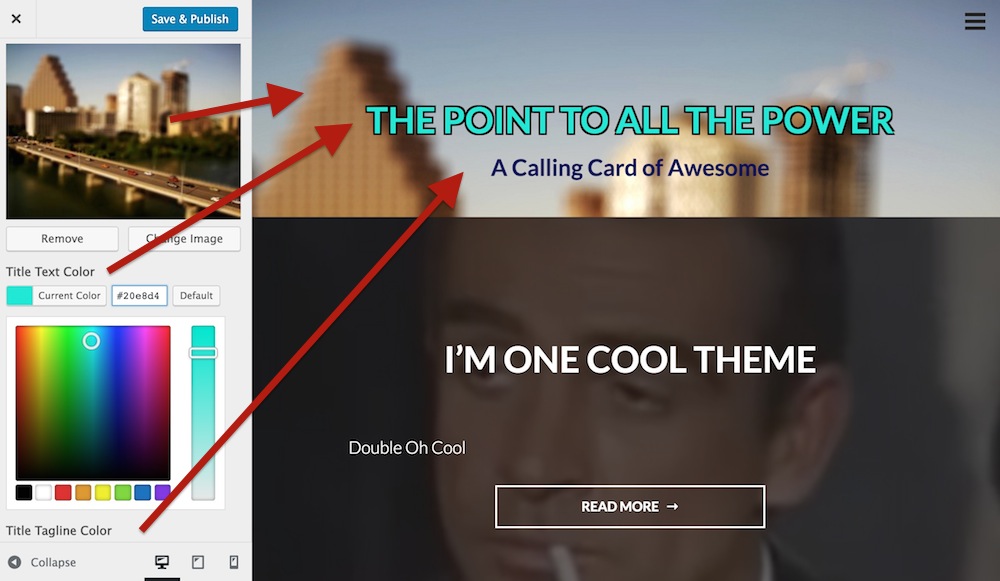 ✕ Save & Publish
Remove
Change Image
Title Text Color
Current Color #20e8d4 Default
Title Tagline Color
Collapse
THE POINT TO ALL THE POWER
A Calling Card of Awesome
I’M ONE COOL THEME
Double Oh Cool
READ MORE →